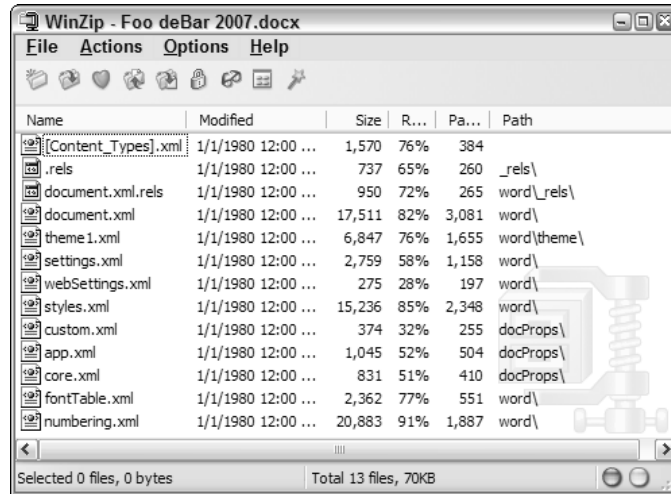 WinZip - Foo deBar 2007.docx
File Actions Options Help
Name Modified Size R... Pa... Path
[Content_Types].xml 1/1/1980 12:00 ... 1,570 76% 384
.rels 1/1/1980 12:00 ... 737 65% 260 _rels\
document.xml.rels 1/1/1980 12:00 ... 950 72% 265 word\_rels\
document.xml 1/1/1980 12:00 ... 17,511 82% 3,081 word\
theme1.xml 1/1/1980 12:00 ... 6,847 76% 1,655 word\theme\
settings.xml 1/1/1980 12:00 ... 2,759 58% 1,158 word\
webSettings.xml 1/1/1980 12:00 ... 275 28% 197 word\
styles.xml 1/1/1980 12:00 ... 15,236 85% 2,348 word\
custom.xml 1/1/1980 12:00 ... 374 32% 255 docProps\
app.xml 1/1/1980 12:00 ... 1,045 52% 504 docProps\
core.xml 1/1/1980 12:00 ... 831 51% 410 docProps\
fontTable.xml 1/1/1980 12:00 ... 2,362 77% 551 word\
numbering.xml 1/1/1980 12:00 ... 20,883 91% 1,887 word\
Selected 0 files, 0 bytes Total 13 files, 70KB